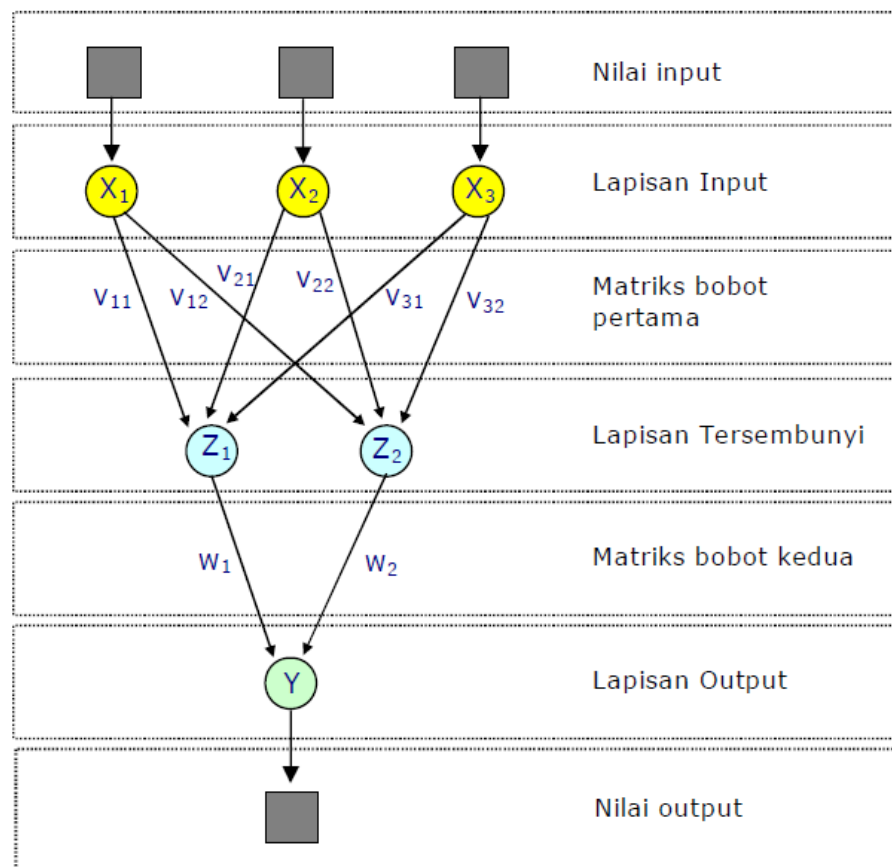 Nilai input
X₁ X₂ X₃ Lapisan Input
V₁₁ V₁₂ V₂₁ V₂₂ V₃₁ V₃₂ Matriks bobot
pertama
Z₁ Z₂ Lapisan Tersembunyi
W₁ W₂ Matriks bobot kedua
Y Lapisan Output
Nilai output